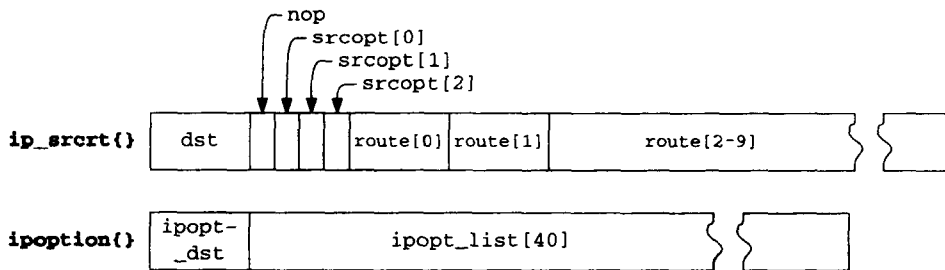 nop
srcopt[0]
srcopt[1]
srcopt[2]
ip_srcrt{} dst route[0] route[1] route[2-9]
ipoption{} ipopt-
_dst ipopt_list[40]